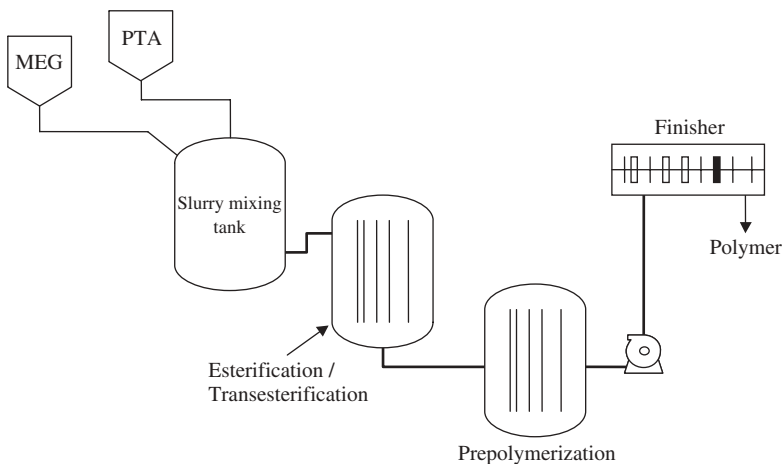 PTA
MEG
Finisher
Slurry mixing
tank
Polymer
Esterification /
Transesterification
Prepolymerization